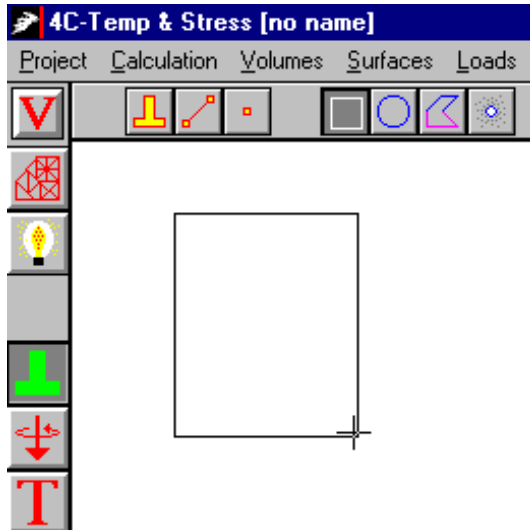 4C-Temp & Stress [no name]
Project Calculation Volumes Surfaces Loads
V
T